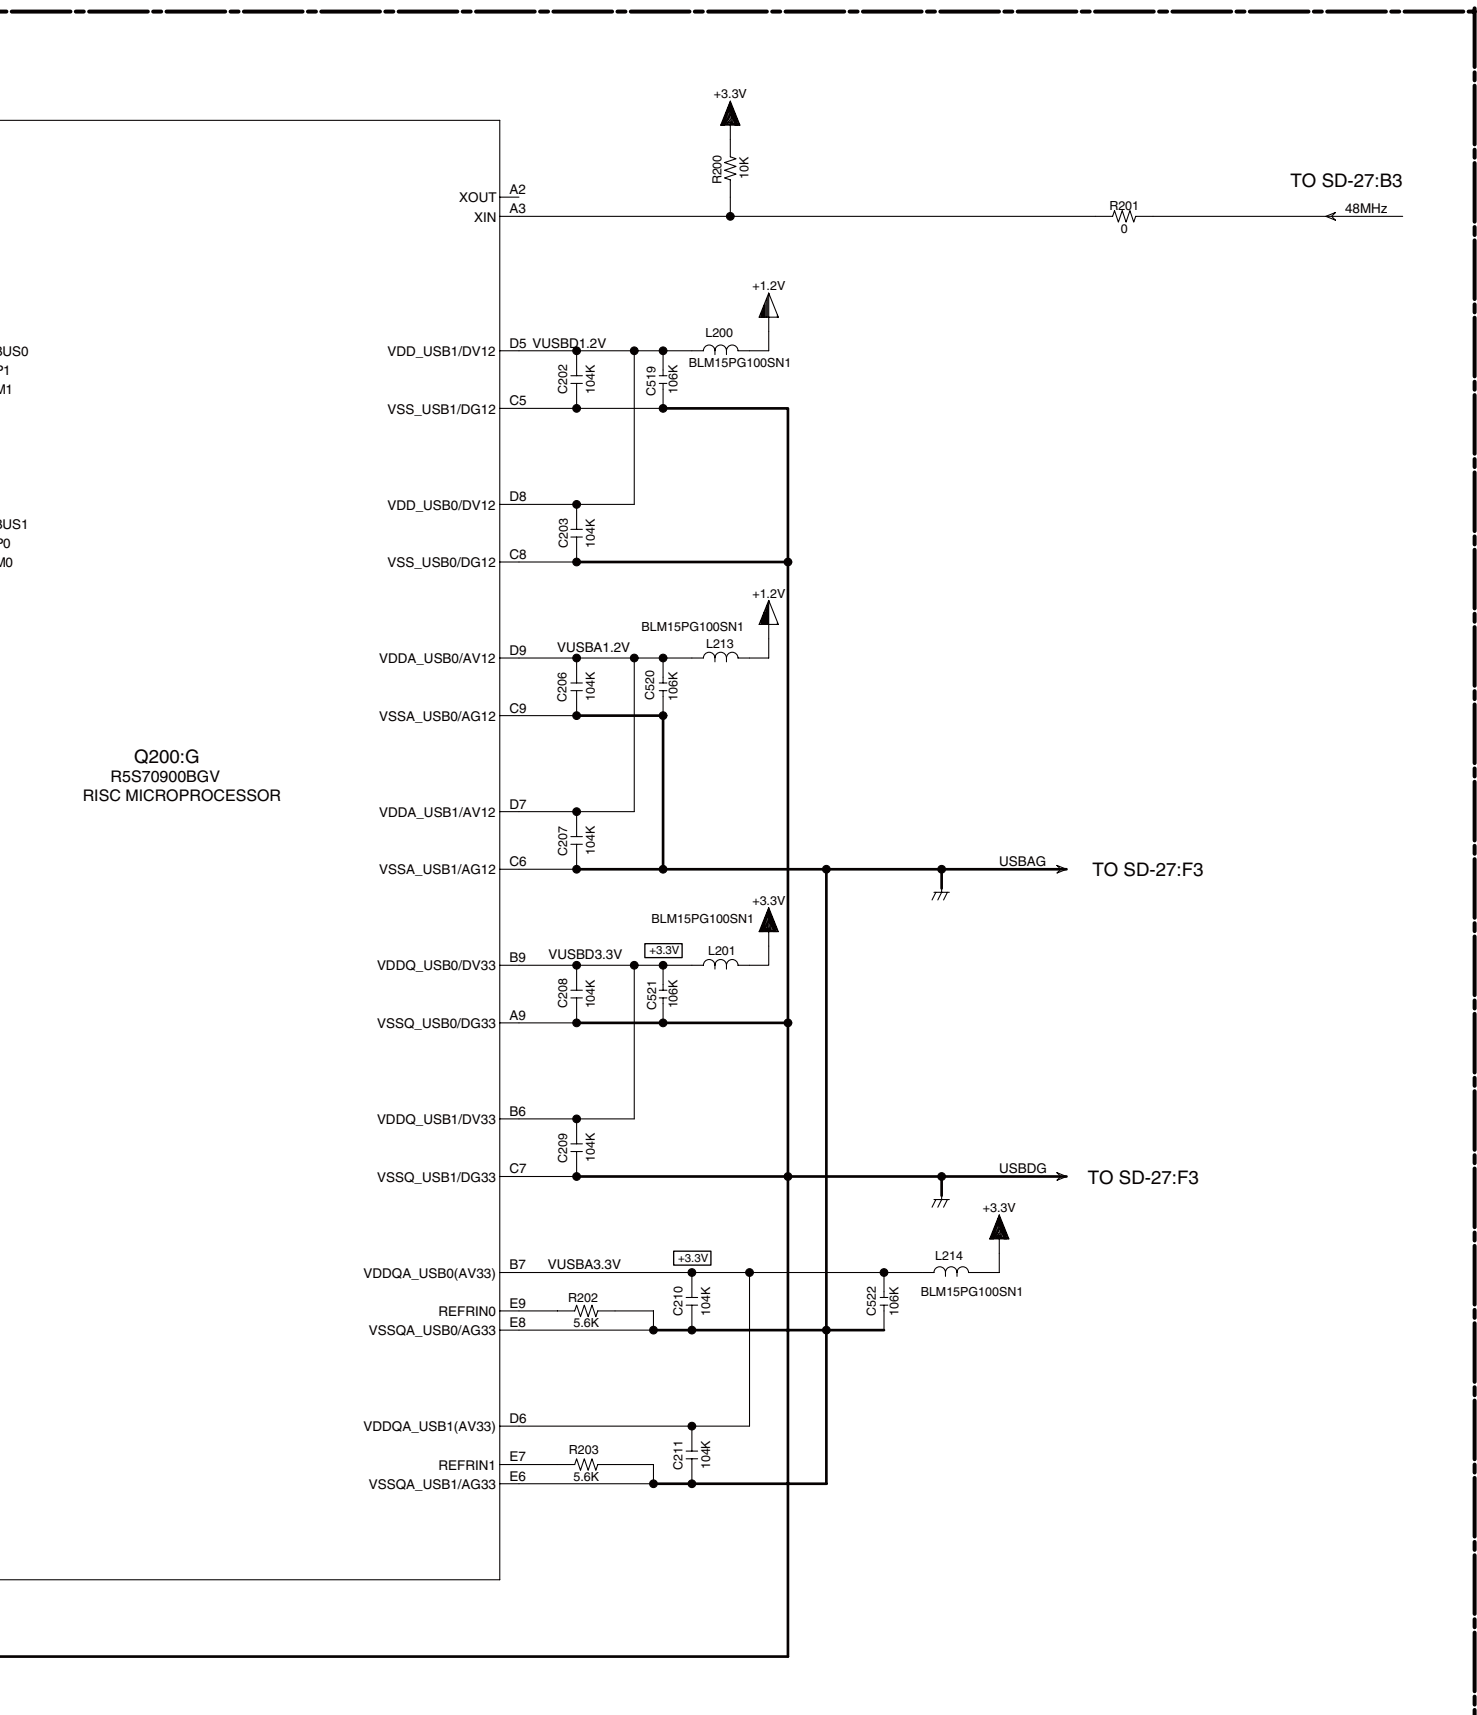 +3.3V
R200
10K
TO SD-27:B3
XOUT A2
XIN A3
R201
0
48MHz
+1.2V
L200
BLM15PG100SN1
VDD_USB1/DV12 D5 VUSBD1.2V
C202
104K
C519
106K
VSS_USB1/DG12 C5
VDD_USB0/DV12 D8
C203
104K
VSS_USB0/DG12 C8
+1.2V
BLM15PG100SN1
L213
VDDA_USB0/AV12 D9 VUSBA1.2V
C206
104K
C520
106K
VSSA_USB0/AG12 C9
Q200:G
R5S70900BGV
RISC MICROPROCESSOR
VDDA_USB1/AV12 D7
C207
104K
VSSA_USB1/AG12 C6
USBAG
TO SD-27:F3
+3.3V
BLM15PG100SN1
+3.3V
L201
VDDQ_USB0/DV33 B9 VUSBD3.3V
C208
104K
C521
106K
VSSQ_USB0/DG33 A9
VDDQ_USB1/DV33 B6
C209
104K
VSSQ_USB1/DG33 C7
USBDG
TO SD-27:F3
+3.3V
L214
BLM15PG100SN1
+3.3V
VDDQA_USB0(AV33) B7 VUSBA3.3V
C210
104K
C522
106K
REFRIN0 E9
R202
5.6K
VSSQA_USB0/AG33 E8
VDDQA_USB1(AV33) D6
C211
104K
REFRIN1 E7
R203
5.6K
VSSQA_USB1/AG33 E6